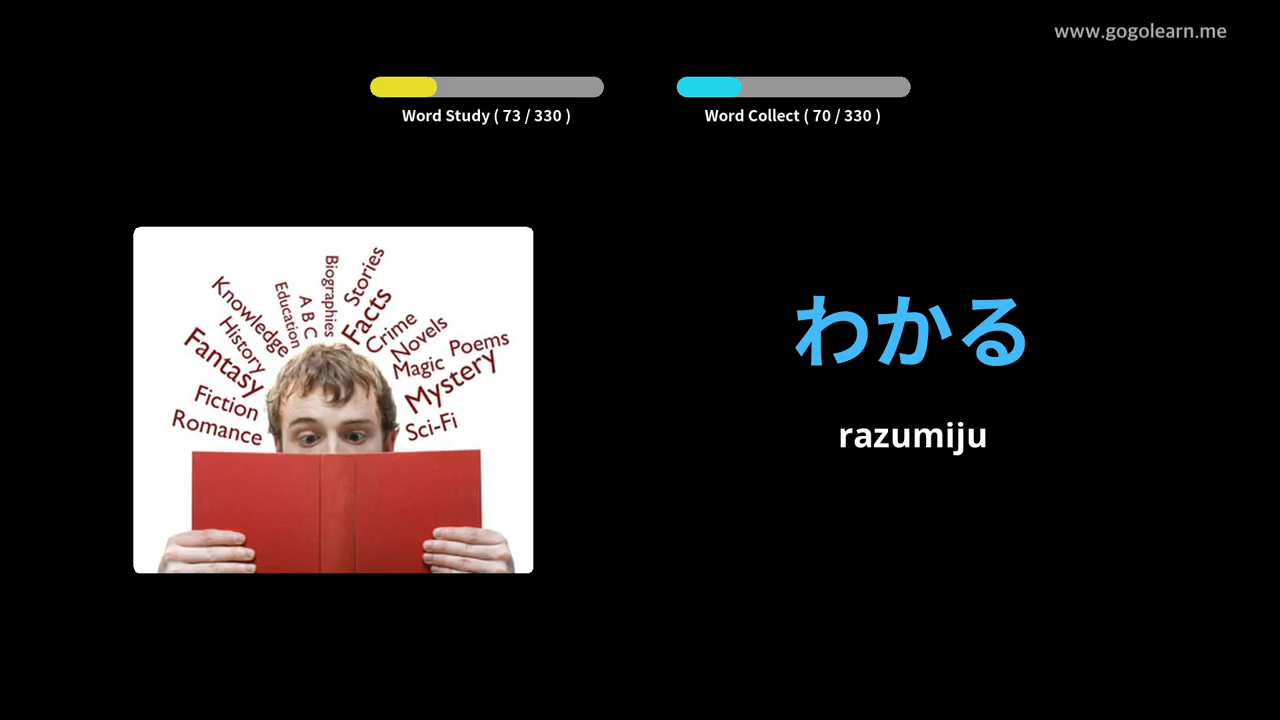 www.gogolearn.me
Word Study ( 73 / 330 )
Word Collect ( 70 / 330 )
Stories
Biographies
Facts
A B C
Education
Knowledge
History
Crime
Novels
Poems
Fantasy
Magic
Mystery
Fiction
Romance
Sci-Fi
わかる
razumiju